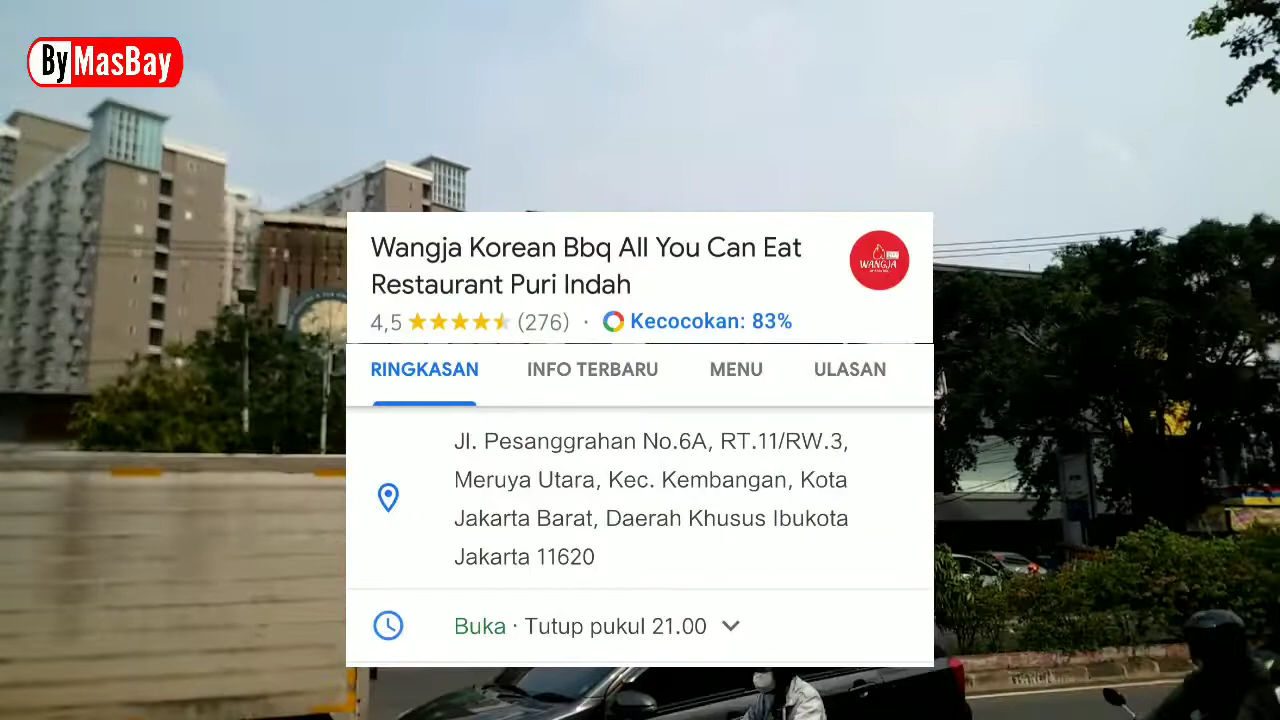 ByMasBay
Wangja Korean Bbq All You Can Eat
Restaurant Puri Indah
WANGJA
4,5 (276) · Kecocokan: 83%
RINGKASAN INFO TERBARU MENU ULASAN
Jl. Pesanggrahan No.6A, RT.11/RW.3,
Meruya Utara, Kec. Kembangan, Kota
Jakarta Barat, Daerah Khusus Ibukota
Jakarta 11620
Buka · Tutup pukul 21.00